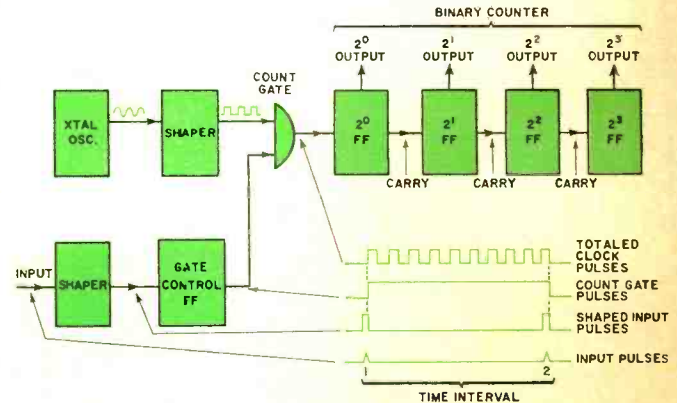 BINARY COUNTER
2⁰ OUTPUT
2¹ OUTPUT
2² OUTPUT
2³ OUTPUT
COUNT
GATE
XTAL
OSC.
SHAPER
2⁰
FF
2¹
FF
2²
FF
2³
FF
CARRY
CARRY
CARRY
INPUT
SHAPER
GATE
CONTROL
FF
TOTALED
CLOCK
PULSES
COUNT GATE
PULSES
SHAPED INPUT
PULSES
INPUT PULSES
1
2
TIME INTERVAL